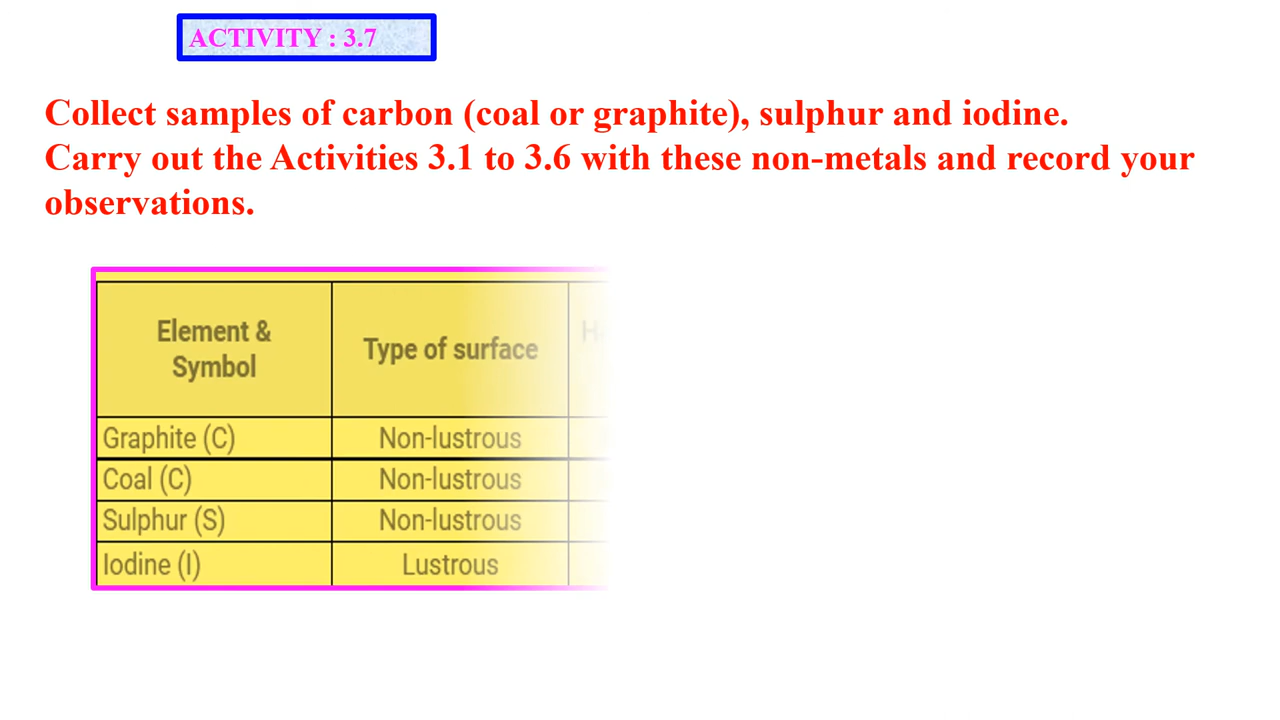 ACTIVITY : 3.7
Collect samples of carbon (coal or graphite), sulphur and iodine.
Carry out the Activities 3.1 to 3.6 with these non-metals and record your
observations.
Element &
Symbol
Type of surface
Graphite (C)
Non-lustrous
Coal (C)
Non-lustrous
Sulphur (S)
Non-lustrous
Iodine (I)
Lustrous